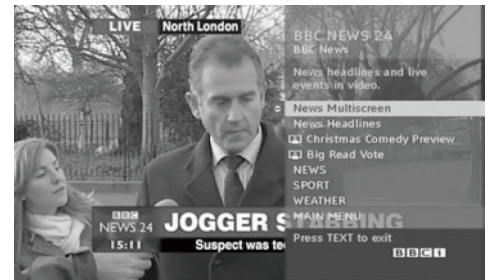 LIVE North London
BBC NEWS 24
BBC News
News headlines and live
events in video.
News Multiscreen
News Headlines
Christmas Comedy Preview
Big Read Vote
NEWS
SPORT
WEATHER
MAIN MENU
Press TEXT to exit
BBCi
BBC
NEWS 24
15:11
JOGGER STABBING
Suspect was tee